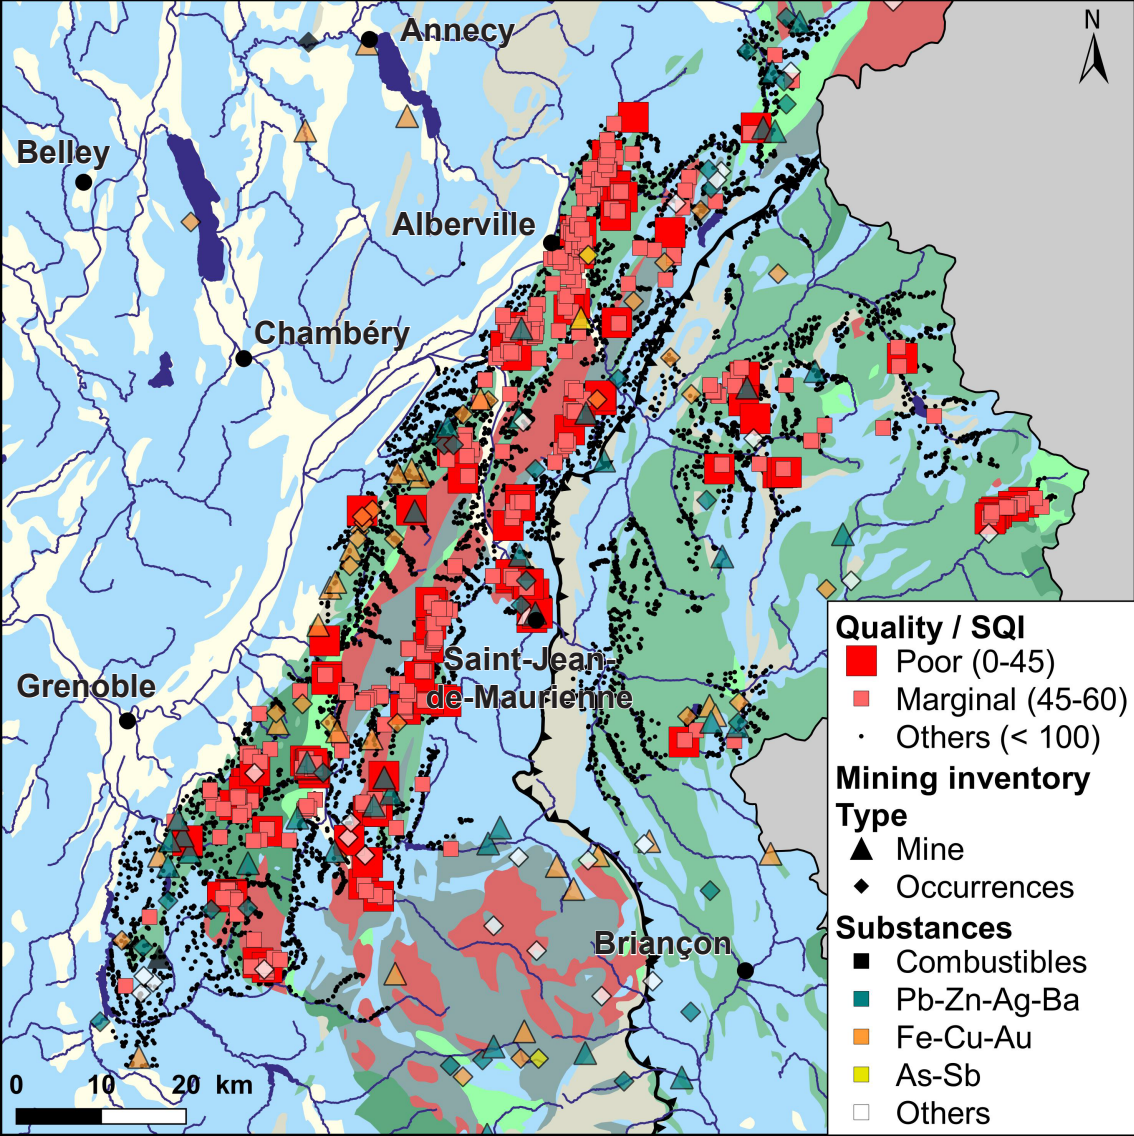 Annecy
N
Belley
Alberville
Chambéry
Saint-Jean-
de-Maurienne
Grenoble
Briançon
0 10 20 km
Quality / SQI
Poor (0-45)
Marginal (45-60)
Others (< 100)
Mining inventory
Type
Mine
Occurrences
Substances
Combustibles
Pb-Zn-Ag-Ba
Fe-Cu-Au
As-Sb
Others